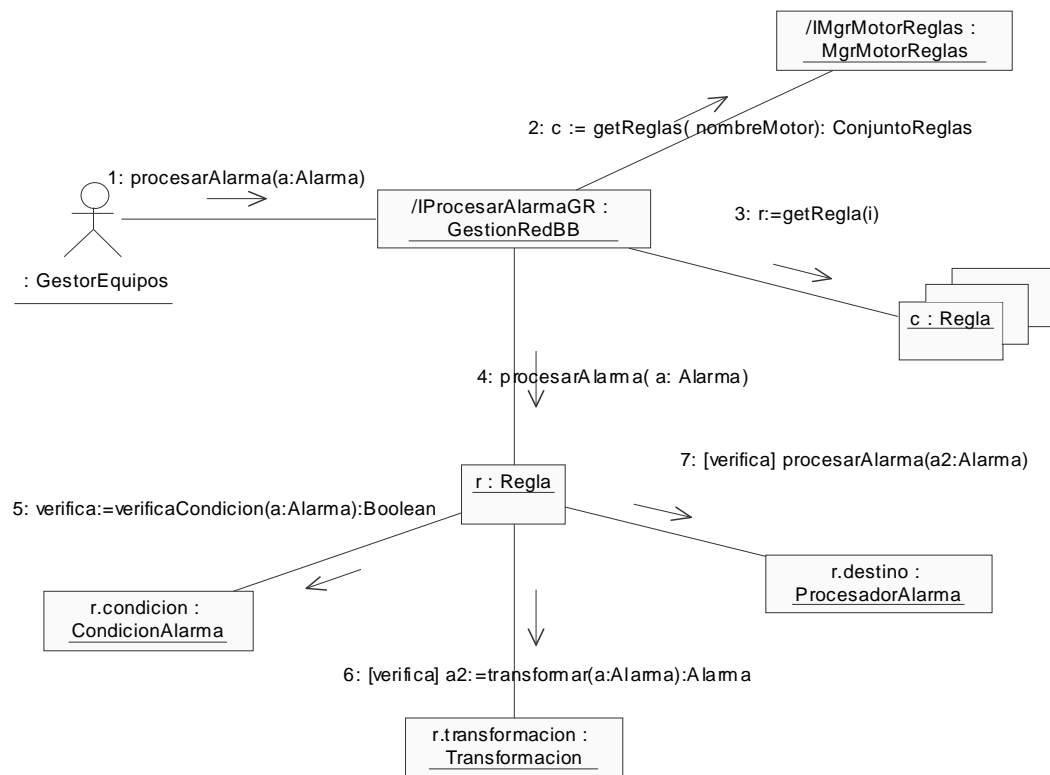 /IMgrMotorReglas :
MgrMotorReglas
2: c := getReglas( nombreMotor): ConjuntoReglas
1: procesarAlarma(a:Alarma)
/IProcesarAlarmaGR :
GestionRedBB
3: r:=getRegla(i)
: GestorEquipos
c : Regla
4: procesarAlarma( a: Alarma)
7: [verifica] procesarAlarma(a2:Alarma)
r : Regla
5: verifica:=verificaCondicion(a:Alarma):Boolean
r.destino :
ProcesadorAlarma
r.condicion :
CondicionAlarma
6: [verifica] a2:=transformar(a:Alarma):Alarma
r.transformacion :
Transformacion